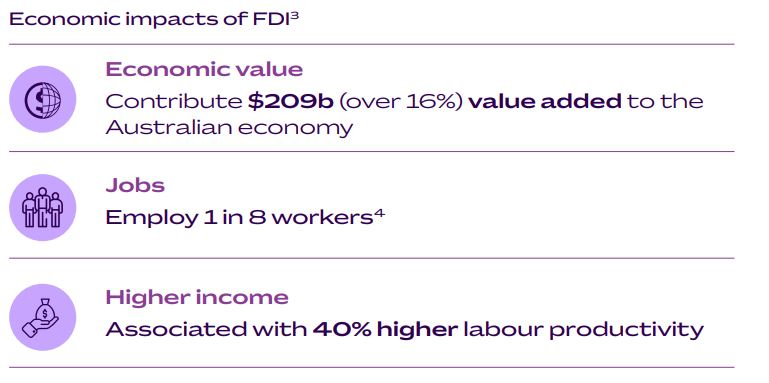 Economic impacts of FDI³
Economic value
Contribute $209b (over 16%) value added to the
Australian economy
Jobs
Employ 1 in 8 workers⁴
Higher income
Associated with 40% higher labour productivity